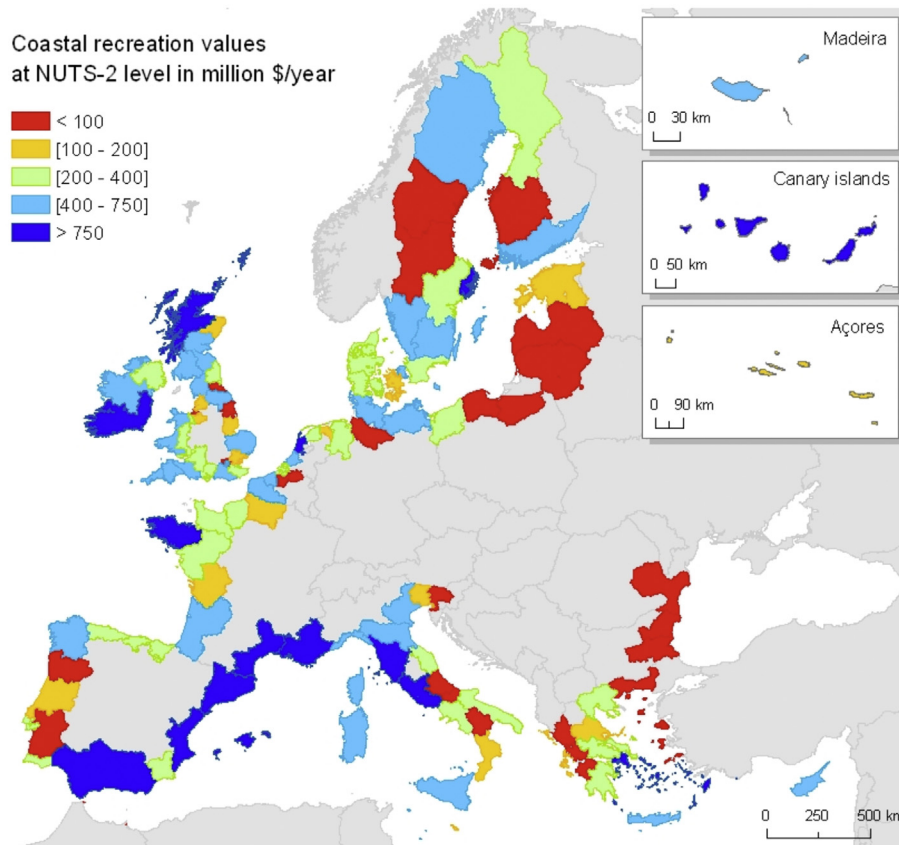 Coastal recreation values
at NUTS-2 level in million $/year
< 100
[100 - 200]
[200 - 400]
[400 - 750]
> 750
Madeira
0 30 km
Canary islands
0 50 km
Açores
0 90 km
0 250 500 km